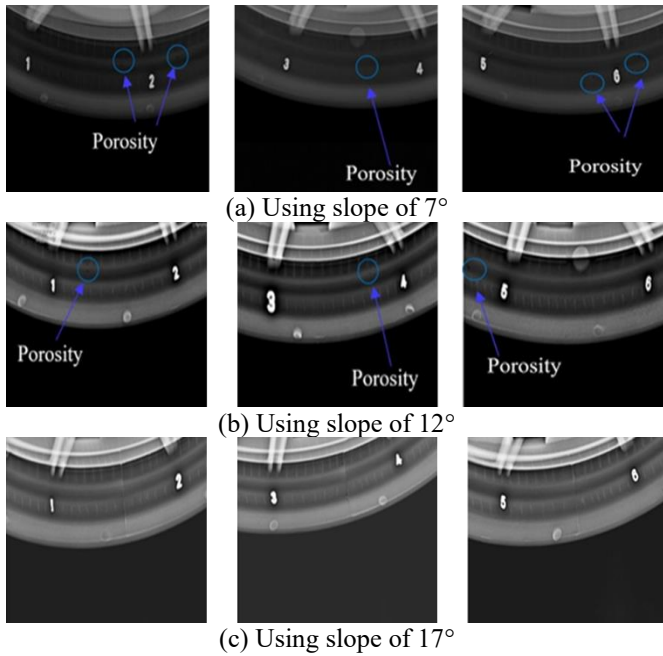 1 2 3 4 5 6
Porosity Porosity Porosity
(a) Using slope of 7°
1 2 3 4 5 6
Porosity Porosity Porosity
(b) Using slope of 12°
1 2 3 4 5 6
(c) Using slope of 17°